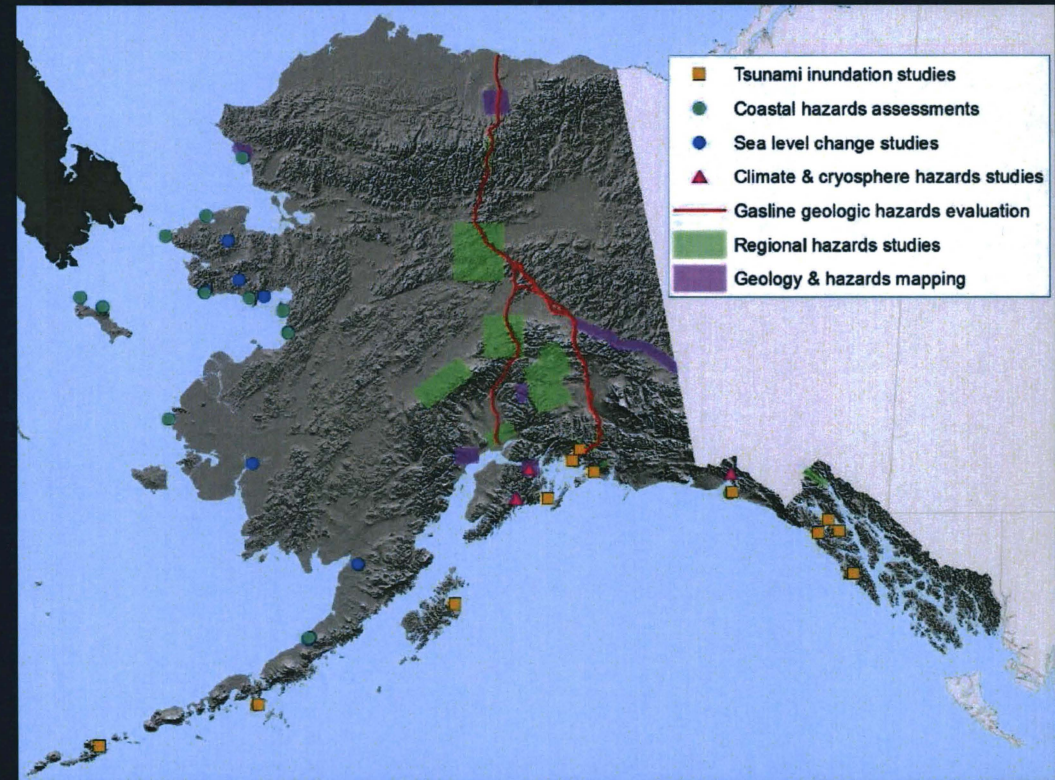 Tsunami inundation studies
Coastal hazards assessments
Sea level change studies
Climate & cryosphere hazards studies
Gasline geologic hazards evaluation
Regional hazards studies
Geology & hazards mapping